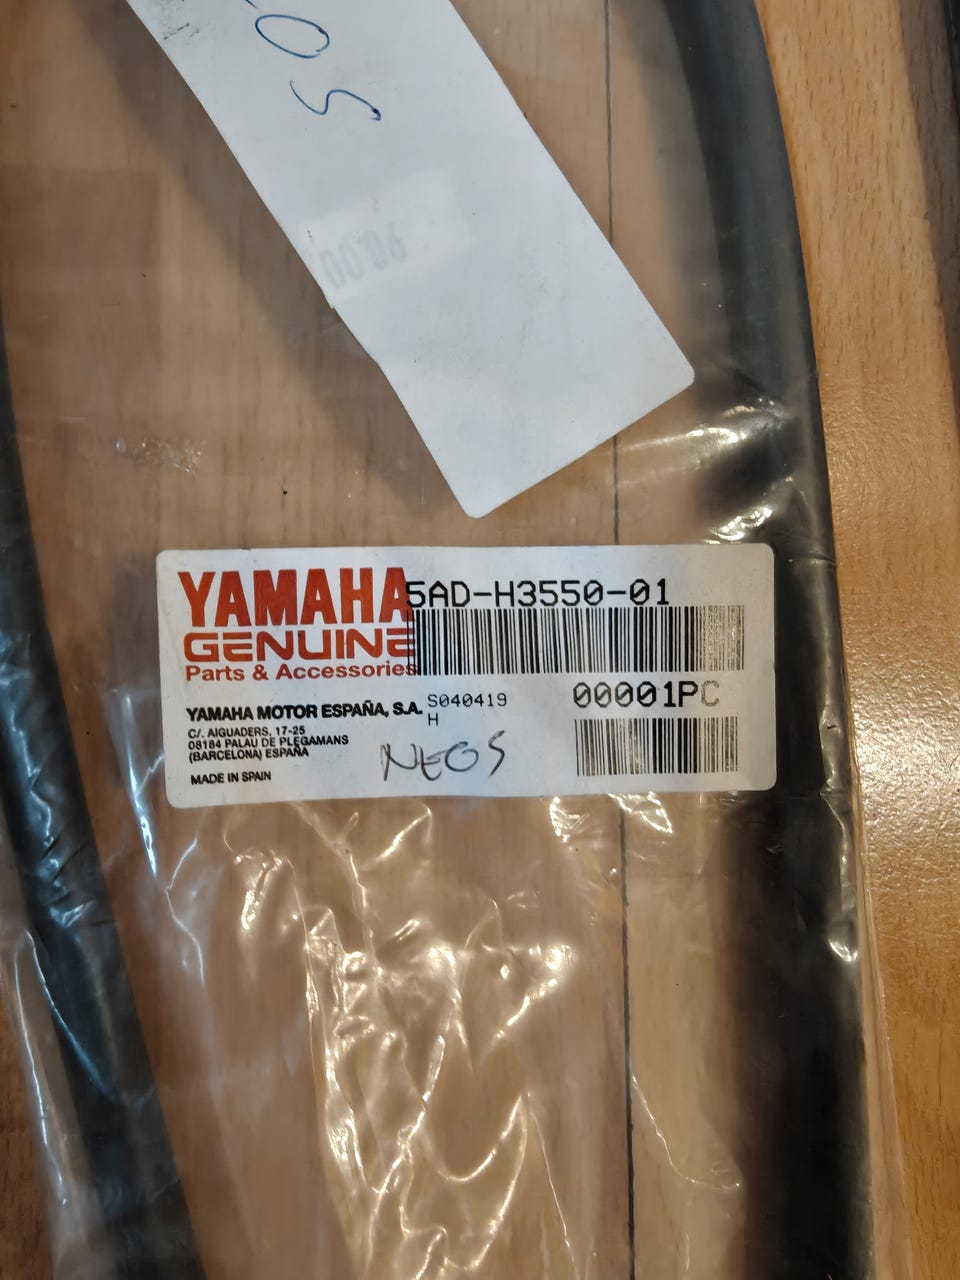 OS
YAMAHA
GENUINE
Parts & Accessories
5AD-H3550-01
YAMAHA MOTOR ESPAÑA, S.A.
C/. AIGUADERS, 17-25
08184 PALAU DE PLEGAMANS
(BARCELONA) ESPAÑA
MADE IN SPAIN
S040419
H
00001PC
NEOS